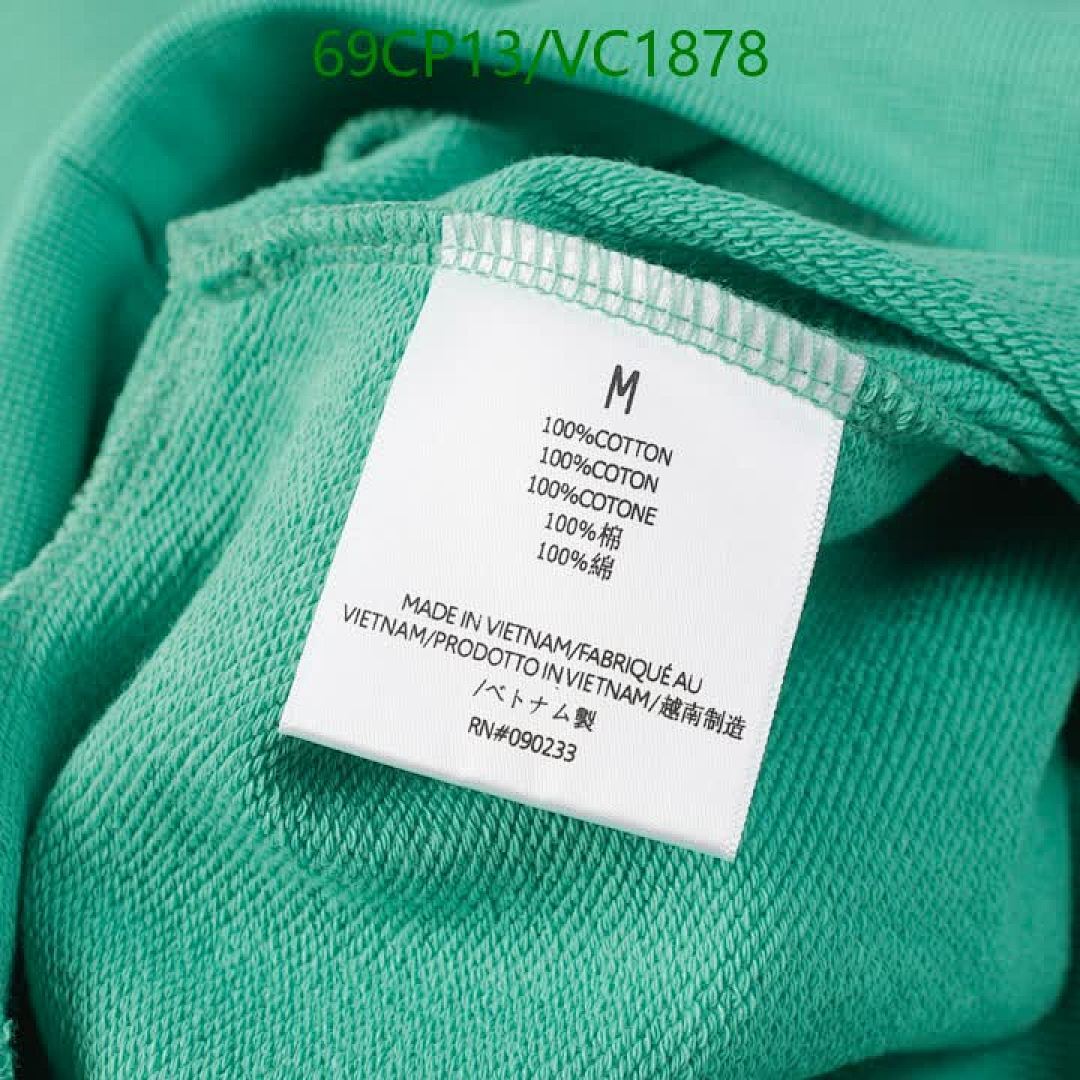 69CP13/VC1878
M
100%COTTON
100%COTON
100%COTONE
100%棉
100%綿
MADE IN VIETNAM/FABRIQUÉ AU
VIETNAM/PRODOTTO IN VIETNAM/越南制造
/ベトナム製
RN#090233